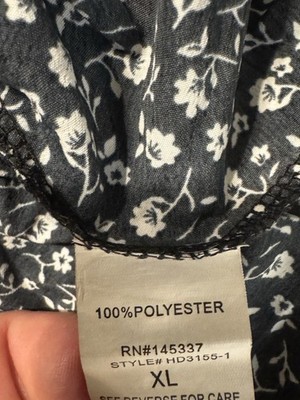 100%POLYESTER
RN#145337
STYLE# HD3155-1
XL
SEE REVERSE FOR CARE